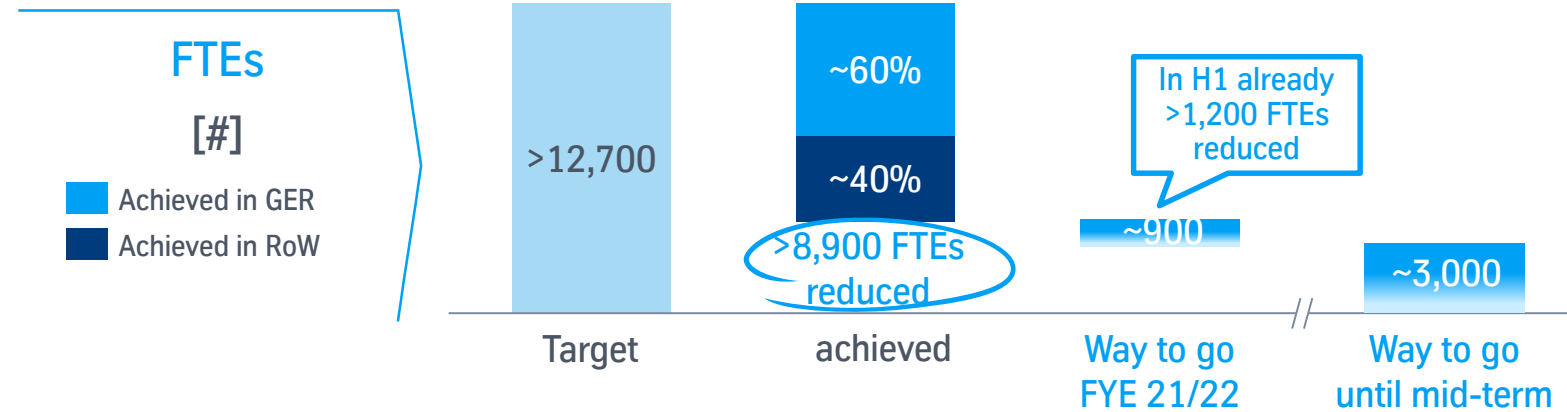 FTEs
[#]
Achieved in GER
Achieved in RoW
>12,700
~60%
~40%
>8,900 FTEs
reduced
In H1 already
>1,200 FTEs
reduced
~900
~3,000
Target
achieved
Way to go
FYE 21/22
Way to go
until mid-term